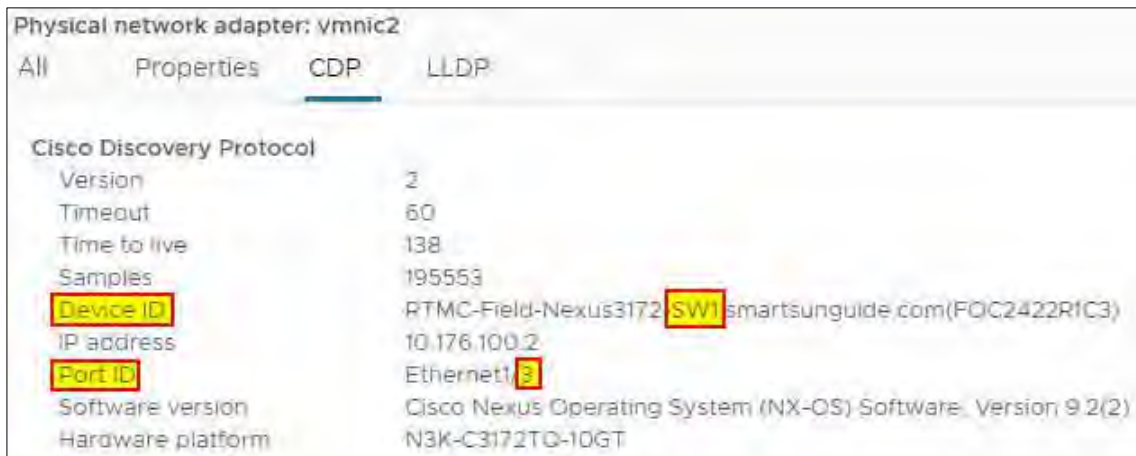 Physical network adapter: vmnic2
All Properties CDP LLDP
Cisco Discovery Protocol
Version 2
Timeout 60
Time to live 138
Samples 195553
Device ID RTMC-Field-Nexus3172-SW1.smartsunguide.com(FOC2422R1C3)
IP address 10.176.100.2
Port ID Ethernet1/3
Software version Cisco Nexus Operating System (NX-OS) Software, Version 9.2(2)
Hardware platform N3K-C3172TQ-10GT